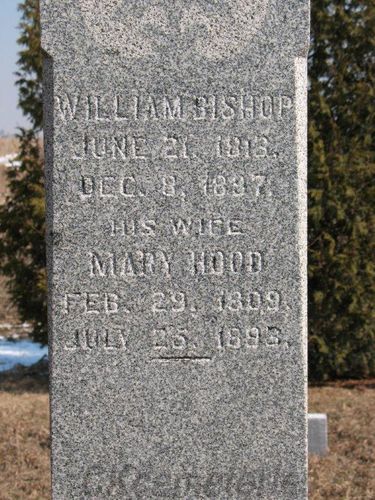 WILLIAM BISHOP
JUNE 21, 1813.
DEC. 8, 1897.
HIS WIFE
MARY HOOD
FEB. 29, 1809.
JULY 25, 1893.